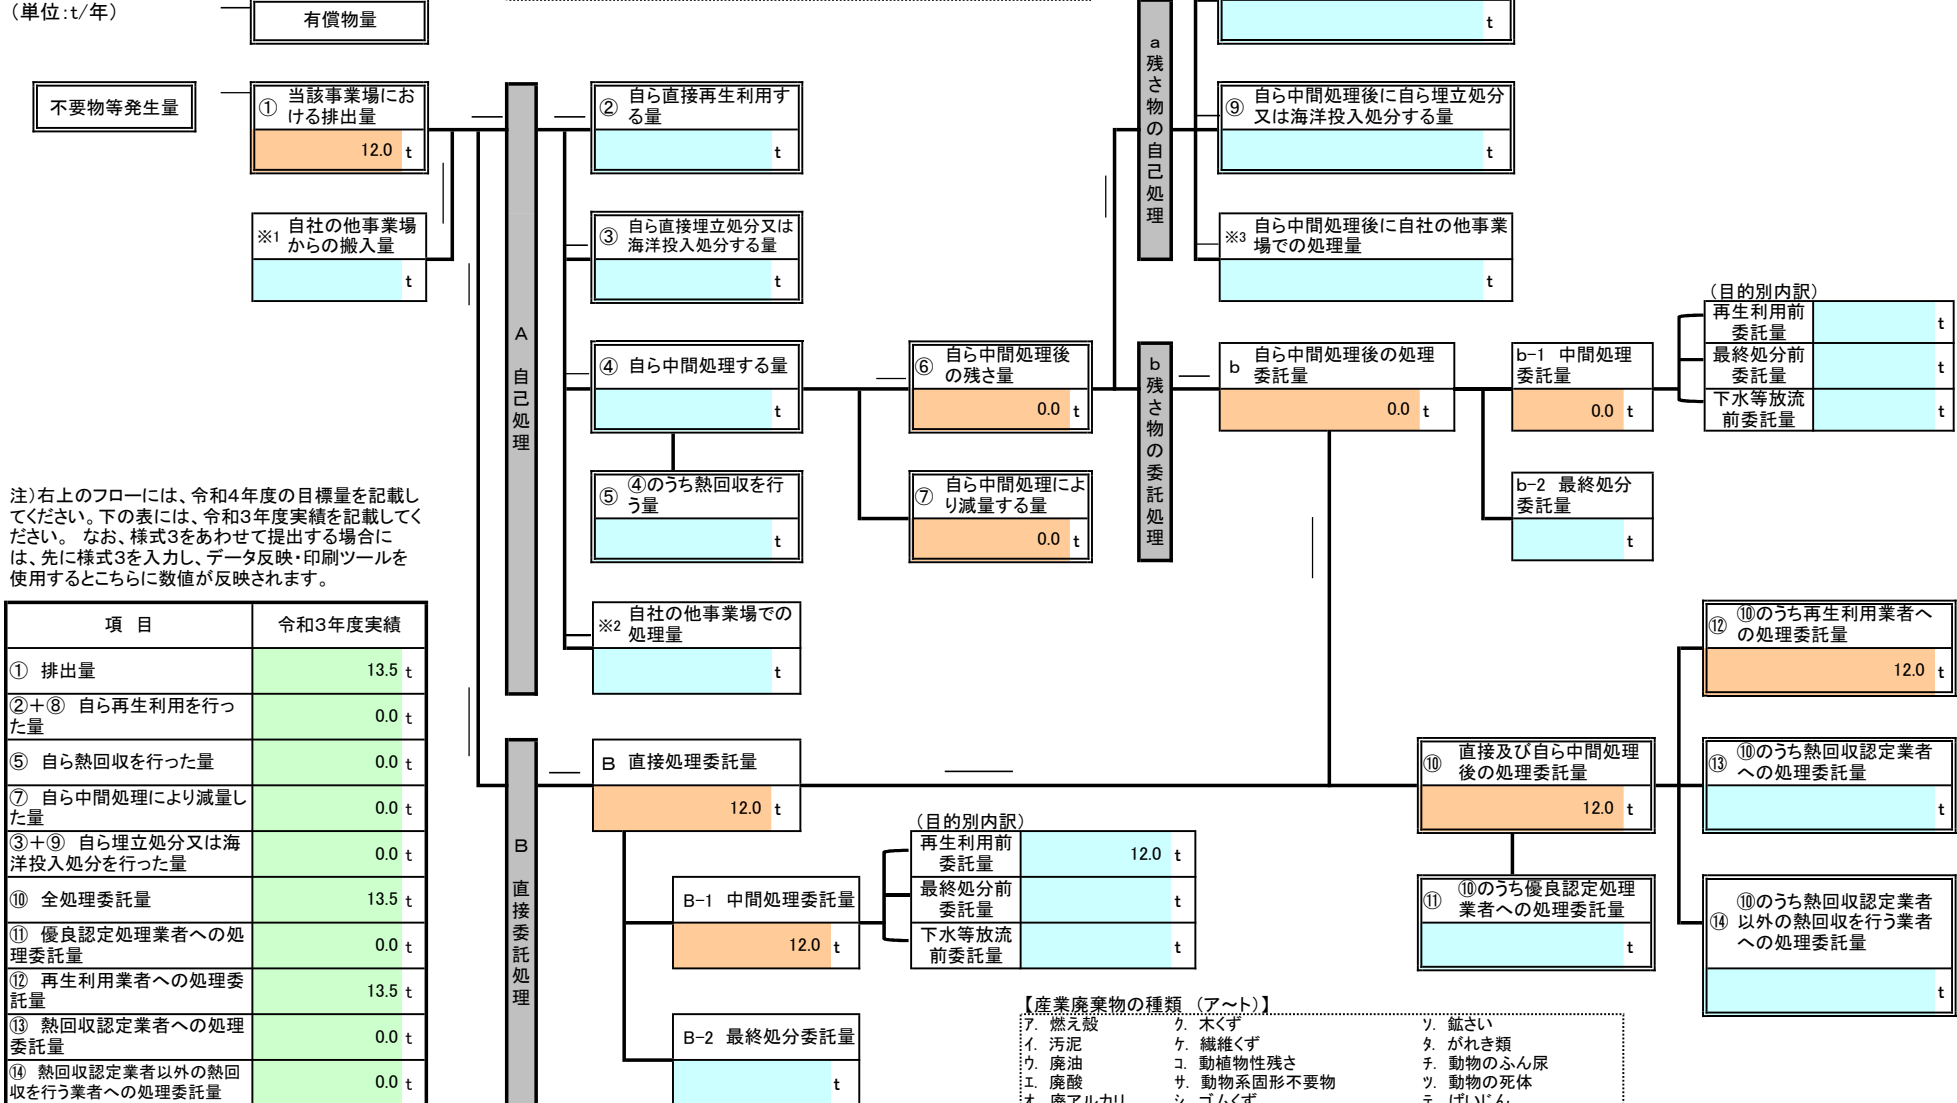 (単位:t/年)
有償物量
t
不要物等発生量
① 当該事業場にお
ける排出量
12.0 t
※1 自社の他事業場
からの搬入量
t
A 自己処理
② 自ら直接再生利用す
る量
t
③ 自ら直接埋立処分又は
海洋投入処分する量
t
④ 自ら中間処理する量
t
⑤ ④のうち熱回収を行
う量
t
※2 自社の他事業場での
処理量
t
⑥ 自ら中間処理後
の残さ量
0.0 t
⑦ 自ら中間処理によ
り減量する量
0.0 t
a残さ物の自己処理
⑨ 自ら中間処理後に自ら埋立処分
又は海洋投入処分する量
t
※3 自ら中間処理後に自社の他事業
場での処理量
t
b残さ物の委託処理
b 自ら中間処理後の処理
委託量
0.0 t
b-1 中間処理
委託量
0.0 t
b-2 最終処分
委託量
t
(目的別内訳)
再生利用前
委託量
t
最終処分前
委託量
t
下水等放流
前委託量
t
注)右上のフローには、令和4年度の目標量を記載し
てください。下の表には、令和3年度実績を記載してく
ださい。 なお、様式3をあわせて提出する場合に
は、先に様式3を入力し、データ反映・印刷ツールを
使用するとこちらに数値が反映されます。
項 目 令和3年度実績
① 排出量 13.5 t
②+⑧ 自ら再生利用を行っ
た量 0.0 t
⑤ 自ら熱回収を行った量 0.0 t
⑦ 自ら中間処理により減量し
た量 0.0 t
③+⑨ 自ら埋立処分又は海
洋投入処分を行った量 0.0 t
⑩ 全処理委託量 13.5 t
⑪ 優良認定処理業者への処
理委託量 0.0 t
⑫ 再生利用業者への処理委
託量 13.5 t
⑬ 熱回収認定業者への処理
委託量 0.0 t
⑭ 熱回収認定業者以外の熱回
収を行う業者への処理委託量 0.0 t
B 直接委託処理
B 直接処理委託量
12.0 t
B-1 中間処理委託量
12.0 t
B-2 最終処分委託量
t
(目的別内訳)
再生利用前
委託量
12.0 t
最終処分前
委託量
t
下水等放流
前委託量
t
⑩ 直接及び自ら中間処理
後の処理委託量
12.0 t
⑪ ⑩のうち優良認定処理
業者への処理委託量
t
⑫ ⑩のうち再生利用業者へ
の処理委託量
12.0 t
⑬ ⑩のうち熱回収認定業者
への処理委託量
t
⑭ ⑩のうち熱回収認定業者
以外の熱回収を行う業者
への処理委託量
t
【産業廃棄物の種類 (ア~ト)】
ア. 燃え殻 ク. 木くず ソ. 鉱さい
イ. 汚泥 ケ. 繊維くず タ. がれき類
ウ. 廃油 コ. 動植物性残さ チ. 動物のふん尿
エ. 廃酸 サ. 動物系固形不要物 ツ. 動物の死体
オ. 廃アルカリ シ. ゴムくず テ. ばいじん